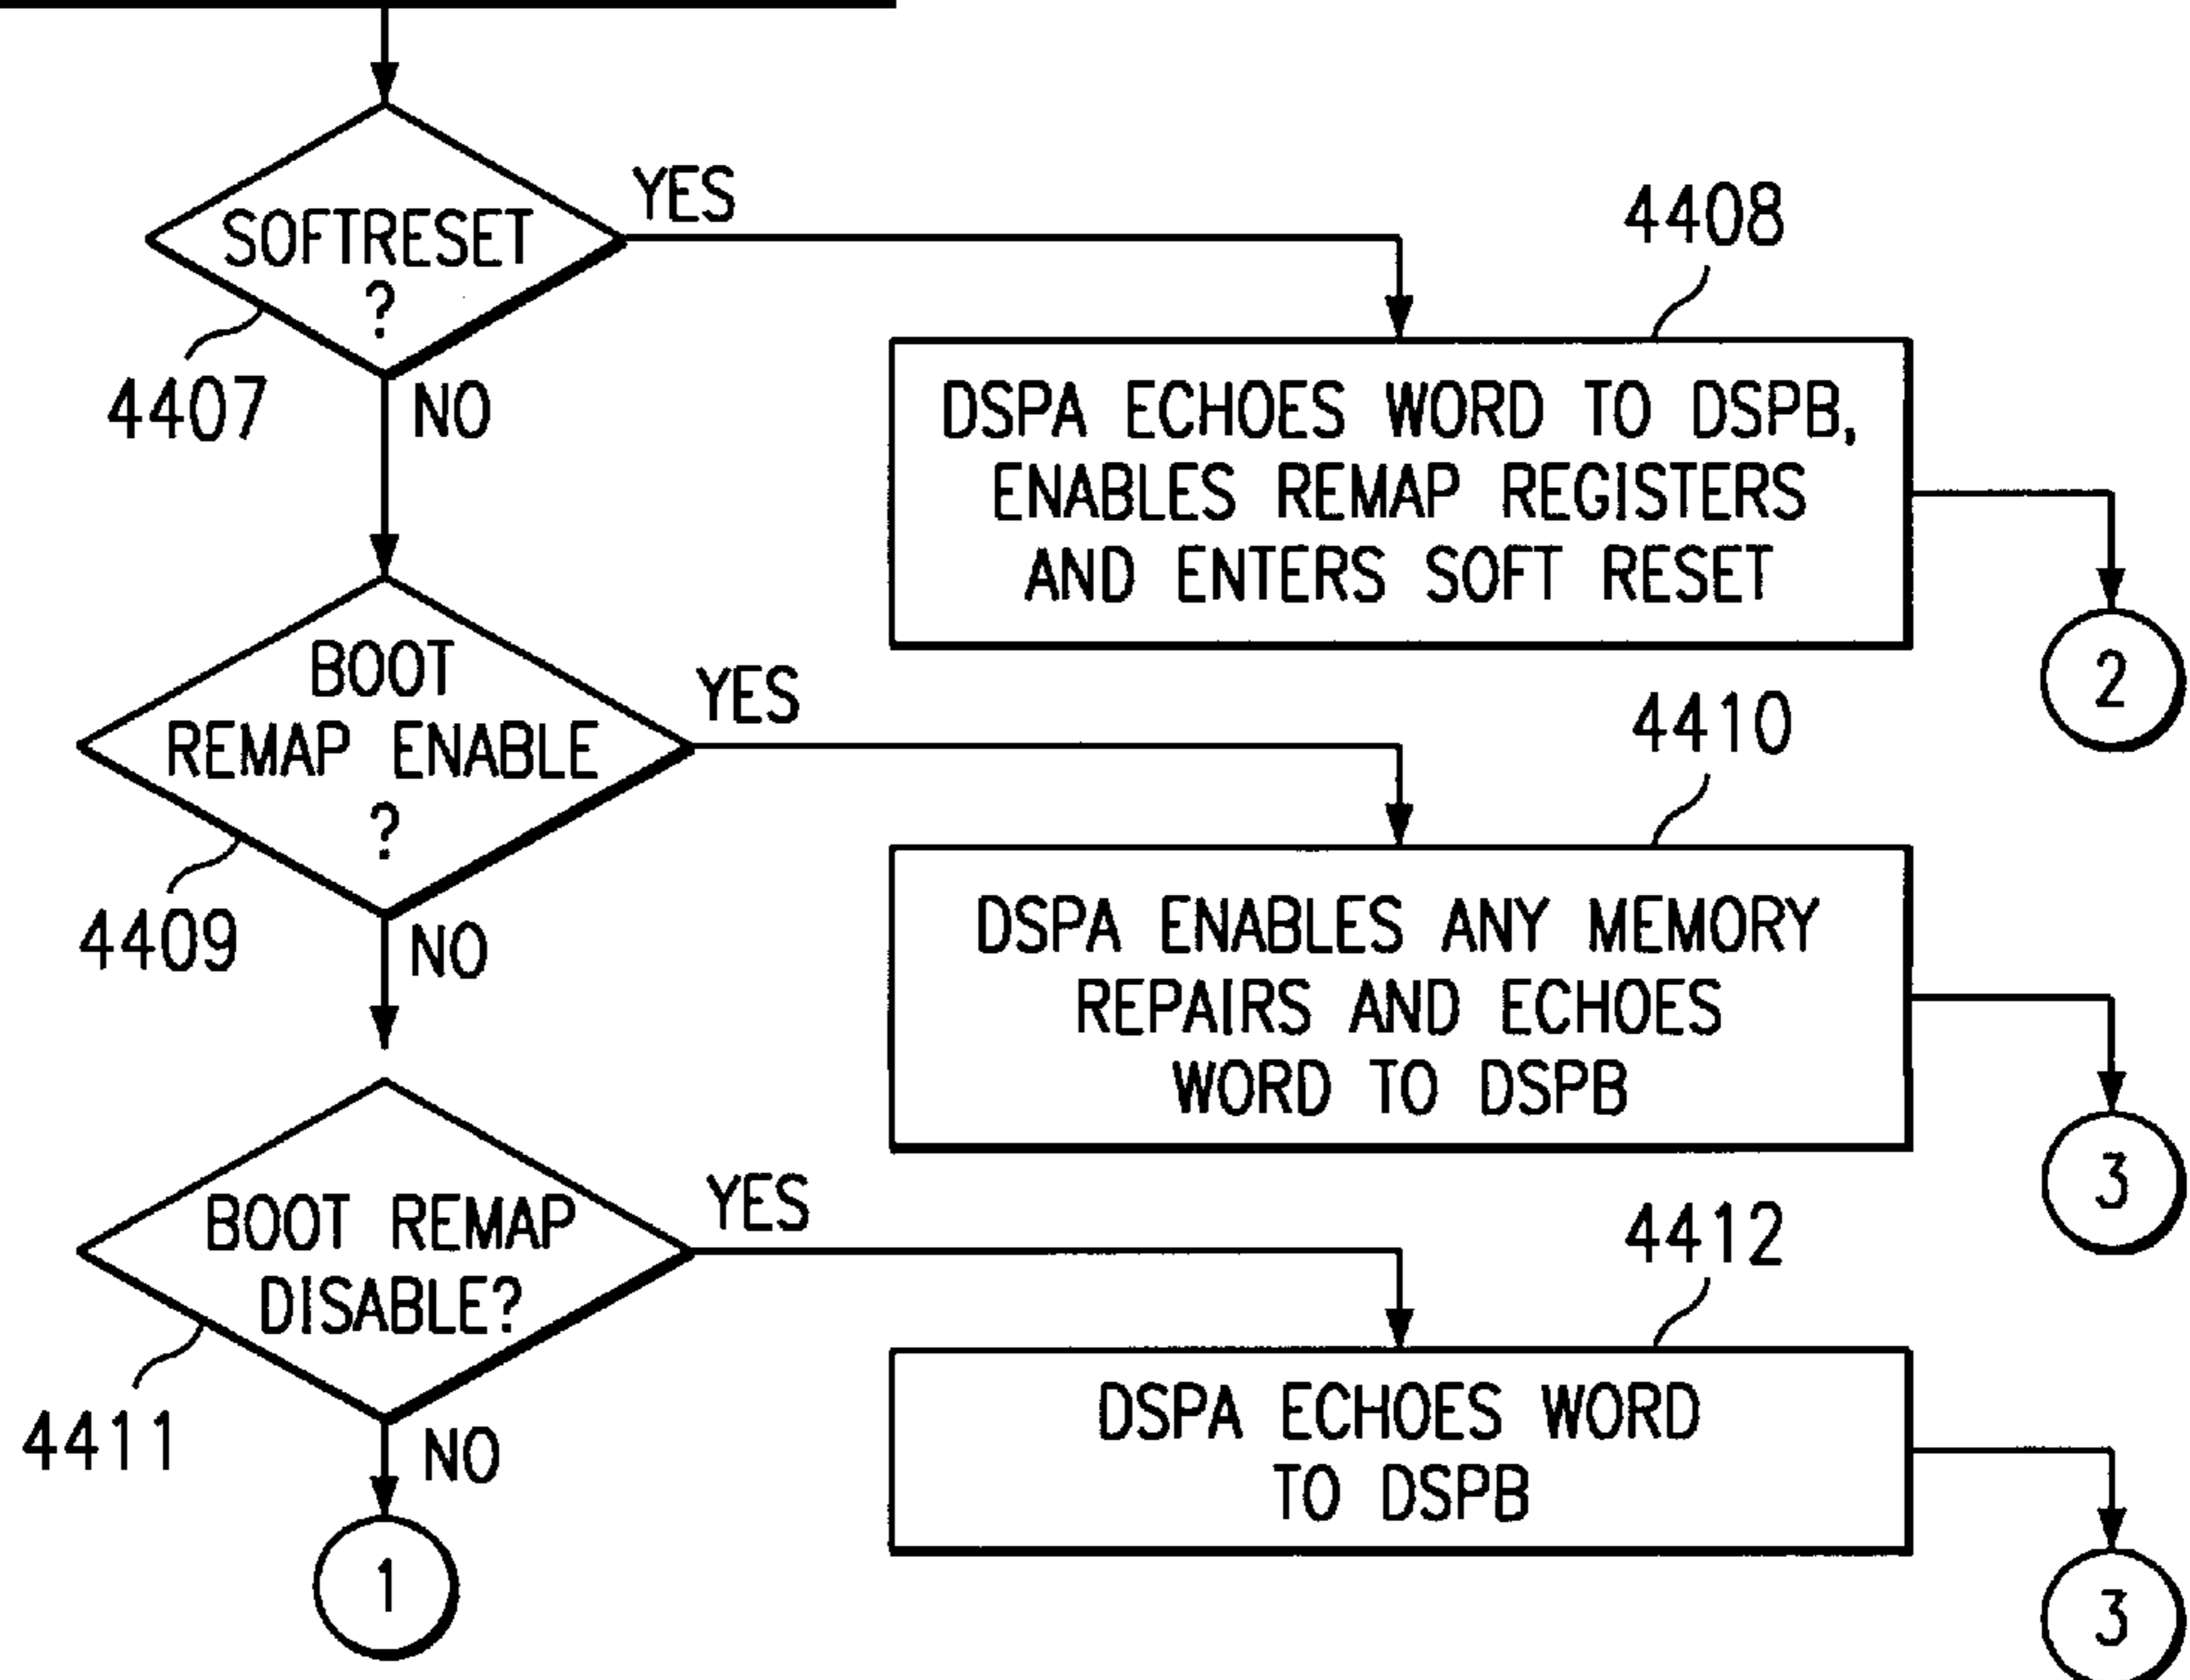 SOFTRESET
?
YES
4407
NO
4408
DSPA ECHOES WORD TO DSPB,
ENABLES REMAP REGISTERS
AND ENTERS SOFT RESET
2
BOOT
REMAP ENABLE
?
YES
4409
NO
4410
DSPA ENABLES ANY MEMORY
REPAIRS AND ECHOES
WORD TO DSPB
3
BOOT REMAP
DISABLE?
YES
4411
NO
4412
DSPA ECHOES WORD
TO DSPB
3
1